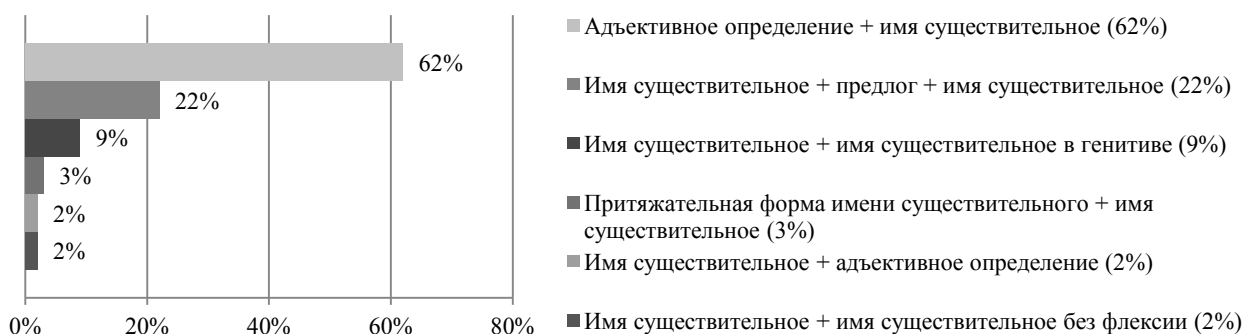 62%
22%
9%
3%
2%
2%
0% 20% 40% 60% 80%
Адъективное определение + имя существительное (62%)
Имя существительное + предлог + имя существительное (22%)
Имя существительное + имя существительное в генитиве (9%)
Притяжательная форма имени существительного + имя
существительное (3%)
Имя существительное + адъективное определение (2%)
Имя существительное + имя существительное без флексии (2%)